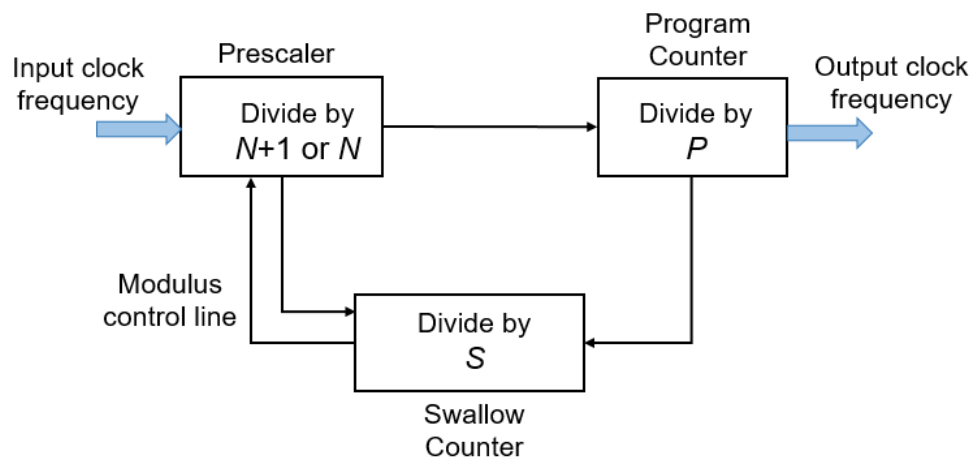 Prescaler
Program
Counter
Input clock
frequency
Output clock
frequency
Divide by
N+1 or N
Divide by
P
Modulus
control line
Divide by
S
Swallow
Counter